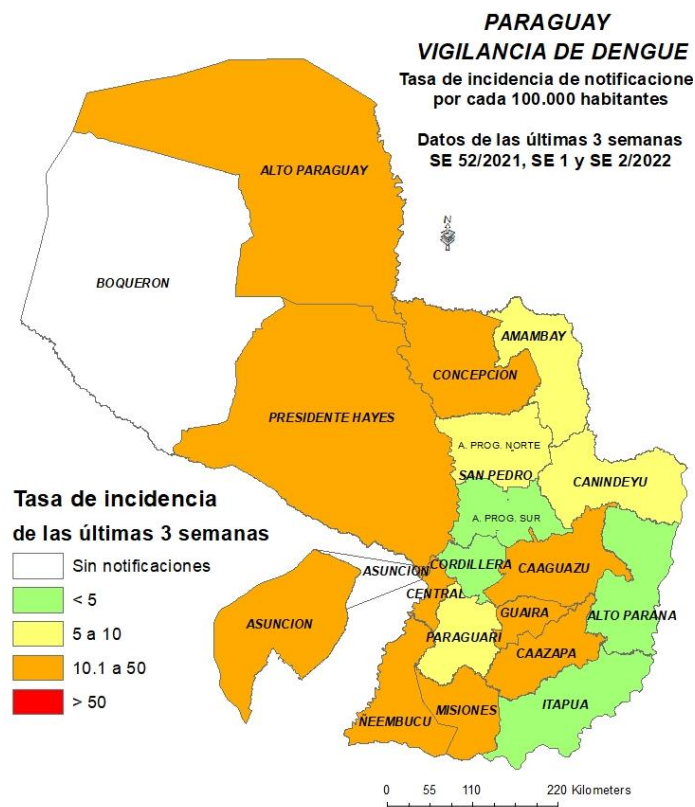 PARAGUAY
VIGILANCIA DE DENGUE
Tasa de incidencia de notificacione
por cada 100.000 habitantes
Datos de las últimas 3 semanas
SE 52/2021, SE 1 y SE 2/2022
ALTO PARAGUAY
N
BOQUERON
AMAMBAY
CONCEPCION
PRESIDENTE HAYES
A. PROG. NORTE
SAN PEDRO
CANINDEYU
A. PROG. SUR
Tasa de incidencia
de las últimas 3 semanas
Sin notificaciones
< 5
5 a 10
10.1 a 50
> 50
ASUNCION
CORDILLERA
CAAGUAZU
CENTRAL
ASUNCION
GUAIRA
ALTO PARANA
PARAGUARI
CAAZAPA
ITAPUA
MISIONES
ÑEEMBUCU
0 55 110 220 Kilometers